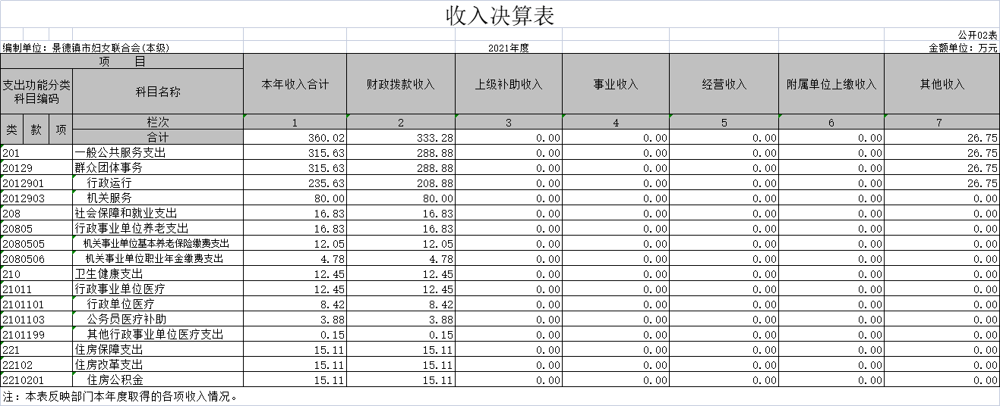 收入决算表
公开02表
编制单位：景德镇市妇女联合会(本级) 2021年度 金额单位：万元
项 目 本年收入合计 财政拨款收入 上级补助收入 事业收入 经营收入 附属单位上缴收入 其他收入
支出功能分类科目编码 科目名称
类 款 项 栏次 1 2 3 4 5 6 7
合计 360.02 333.28 0.00 0.00 0.00 0.00 26.75
201 一般公共服务支出 315.63 288.88 0.00 0.00 0.00 0.00 26.75
20129 群众团体事务 315.63 288.88 0.00 0.00 0.00 0.00 26.75
2012901 行政运行 235.63 208.88 0.00 0.00 0.00 0.00 26.75
2012903 机关服务 80.00 80.00 0.00 0.00 0.00 0.00 0.00
208 社会保障和就业支出 16.83 16.83 0.00 0.00 0.00 0.00 0.00
20805 行政事业单位养老支出 16.83 16.83 0.00 0.00 0.00 0.00 0.00
2080505 机关事业单位基本养老保险缴费支出 12.05 12.05 0.00 0.00 0.00 0.00 0.00
2080506 机关事业单位职业年金缴费支出 4.78 4.78 0.00 0.00 0.00 0.00 0.00
210 卫生健康支出 12.45 12.45 0.00 0.00 0.00 0.00 0.00
21011 行政事业单位医疗 12.45 12.45 0.00 0.00 0.00 0.00 0.00
2101101 行政单位医疗 8.42 8.42 0.00 0.00 0.00 0.00 0.00
2101103 公务员医疗补助 3.88 3.88 0.00 0.00 0.00 0.00 0.00
2101199 其他行政事业单位医疗支出 0.15 0.15 0.00 0.00 0.00 0.00 0.00
221 住房保障支出 15.11 15.11 0.00 0.00 0.00 0.00 0.00
22102 住房改革支出 15.11 15.11 0.00 0.00 0.00 0.00 0.00
2210201 住房公积金 15.11 15.11 0.00 0.00 0.00 0.00 0.00
注：本表反映部门本年度取得的各项收入情况。